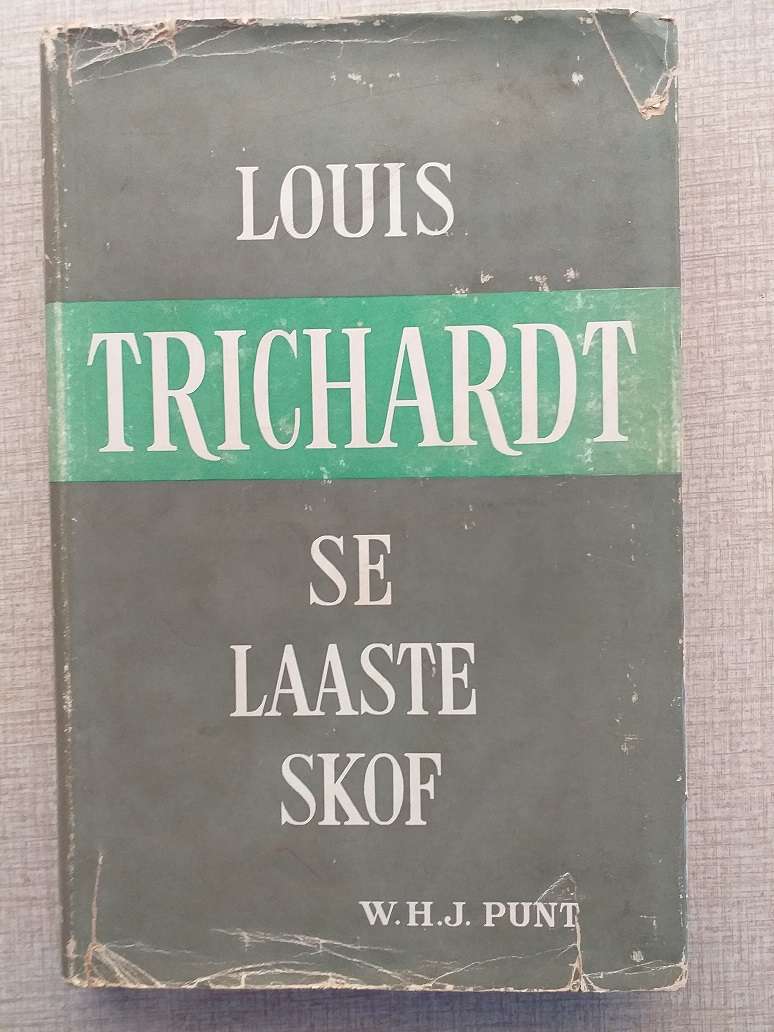 LOUIS
TRICHARDT
SE
LAASTE
SKOF
W.H.J. PUNT